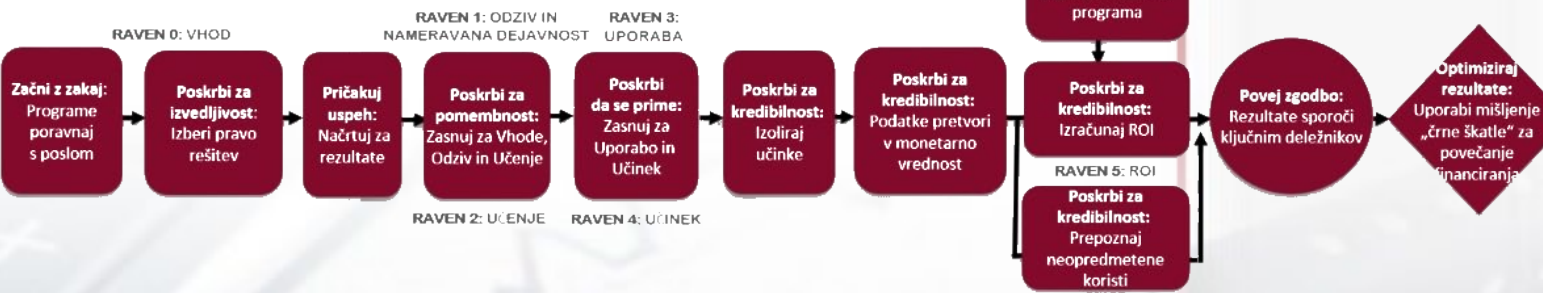 RAVEN 0: VHOD
RAVEN 1: ODZIV IN
NAMERAVANA DEJAVNOST
RAVEN 3:
UPORABA
programa
Začni z zakaj:
Programe
poravnaj
s poslom
Poskrbi za
izvedljivost:
Izberi pravo
rešitev
Pričakuj
uspeh:
Načrtuj za
rezultate
Poskrbi za
pomembnost:
Zasnuj za Vhode,
Odziv in Učenje
RAVEN 2: UČENJE
Poskrbi
da se prime:
Zasnuj za
Uporabo in
Učinek
RAVEN 4: UČINEK
Poskrbi za
kredibilnost:
Izoliraj
učinke
Poskrbi za
kredibilnost:
Podatke pretvori
v monetarno
vrednost
Poskrbi za
kredibilnost:
Izračunaj ROI
RAVEN 5: ROI
Poskrbi za
kredibilnost:
Prepoznaj
neopredmetene
koristi
Povej zgodbo:
Rezultate sporoči
ključnim deležnikov
Optimiziraj
rezultate:
Uporabi mišljenje
„črne škatle“ za
povečanje
financiranja